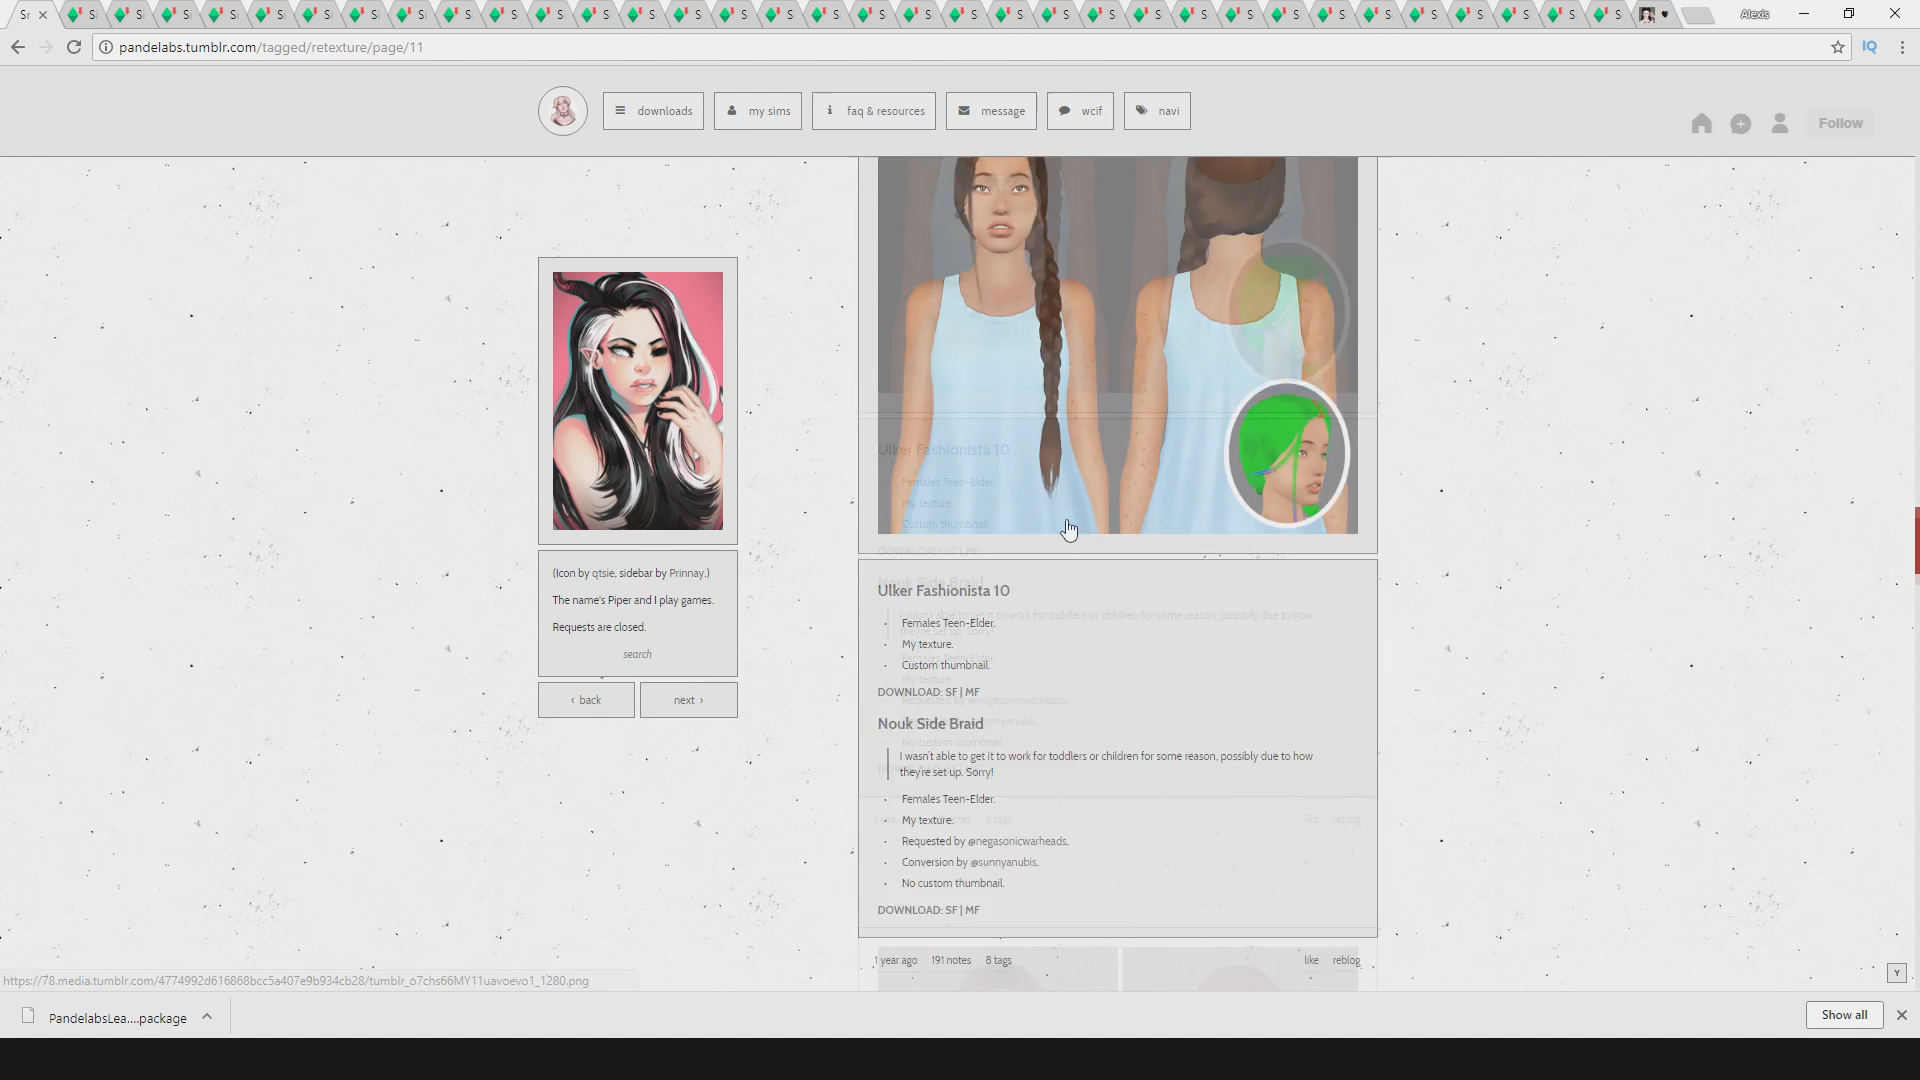 Sr
Alexis
pandelabs.tumblr.com/tagged/retexture/page/11
IQ
downloads
my sims
faq & resources
message
wcif
navi
Follow
(Icon by qtsie, sidebar by Prinnay.)
The name's Piper and I play games.
Requests are closed.
search
‹ back
next ›
Ulker Fashionista 10
Females Teen-Elder.
My texture.
Custom thumbnail.
DOWNLOAD: SF | MF
Nouk Side Braid
I wasn't able to get it to work for toddlers or children for some reason, possibly due to how
they're set up. Sorry!
Females Teen-Elder.
My texture.
Requested by @negasonicwarheads.
Conversion by @sunnyanubis.
No custom thumbnail.
DOWNLOAD: SF | MF
1 year ago 191 notes 8 tags like reblog
https://78.media.tumblr.com/4774992d616868bcc5a407e9b934cb28/tumblr_o7chs66MY11uavoevo1_1280.png
Y
PandelabsLea....package
Show all